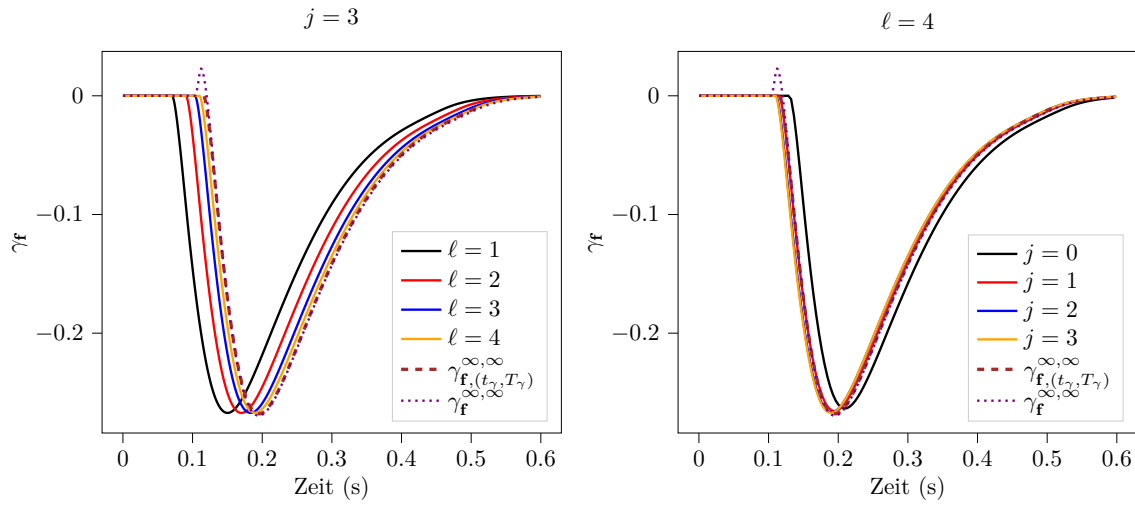 j = 3
0
−0.1
−0.2
γ_f
0
0.1
0.2
0.3
0.4
0.5
0.6
Zeit (s)
ℓ = 1
ℓ = 2
ℓ = 3
ℓ = 4
γ^{∞,∞}_{f,(t_γ,T_γ)}
γ^{∞,∞}_f
ℓ = 4
0
−0.1
−0.2
γ_f
0
0.1
0.2
0.3
0.4
0.5
0.6
Zeit (s)
j = 0
j = 1
j = 2
j = 3
γ^{∞,∞}_{f,(t_γ,T_γ)}
γ^{∞,∞}_f